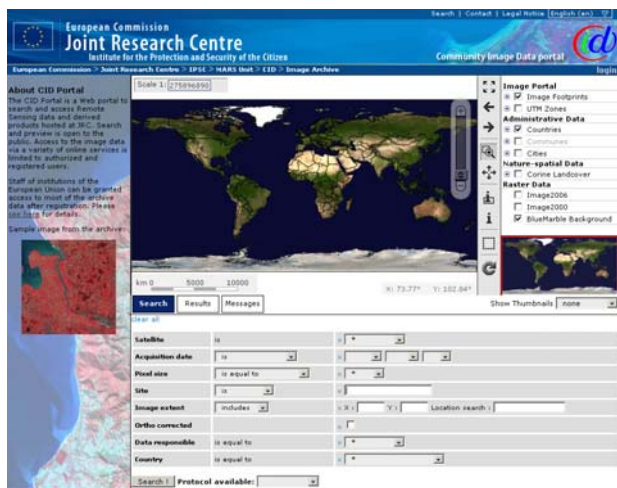 Search | Contact | Legal Notice English (en)
European Commission
Joint Research Centre
Institute for the Protection and Security of the Citizen
Community Image Data portal
European Commission > Joint Research Centre > IPSC > MARS Unit > CID > Image Archive
login
About CID Portal
The CID Portal is a Web portal to
search and access Remote
Sensing data and derived
products hosted at JRC. Search
and preview is open to the
public. Access to the image data
via a variety of online services is
limited to authorized and
registered users.
Staff of institutions of the
European Union can be granted
access to most of the archive
data after registration. Please
see here for details.
Sample image from the archive:
Scale 1:
Image Portal
Image Footprints
UTM Zones
Administrative Data
Countries
Communes
Cities
Nature-spatial Data
Corine Landcover
Raster Data
Image2006
Image2000
BlueMarble Background
km 0 5000 10000
X: 73.77° Y: 102.84°
Search Results Messages
Show Thumbnails none
clear all
Satellite is *
Acquisition date is
Pixel size is equal to *
Site is
Image extent includes X: Y: Location search :
Ortho corrected
Data responsible is equal to *
Country is equal to *
Search ! Protocol available: